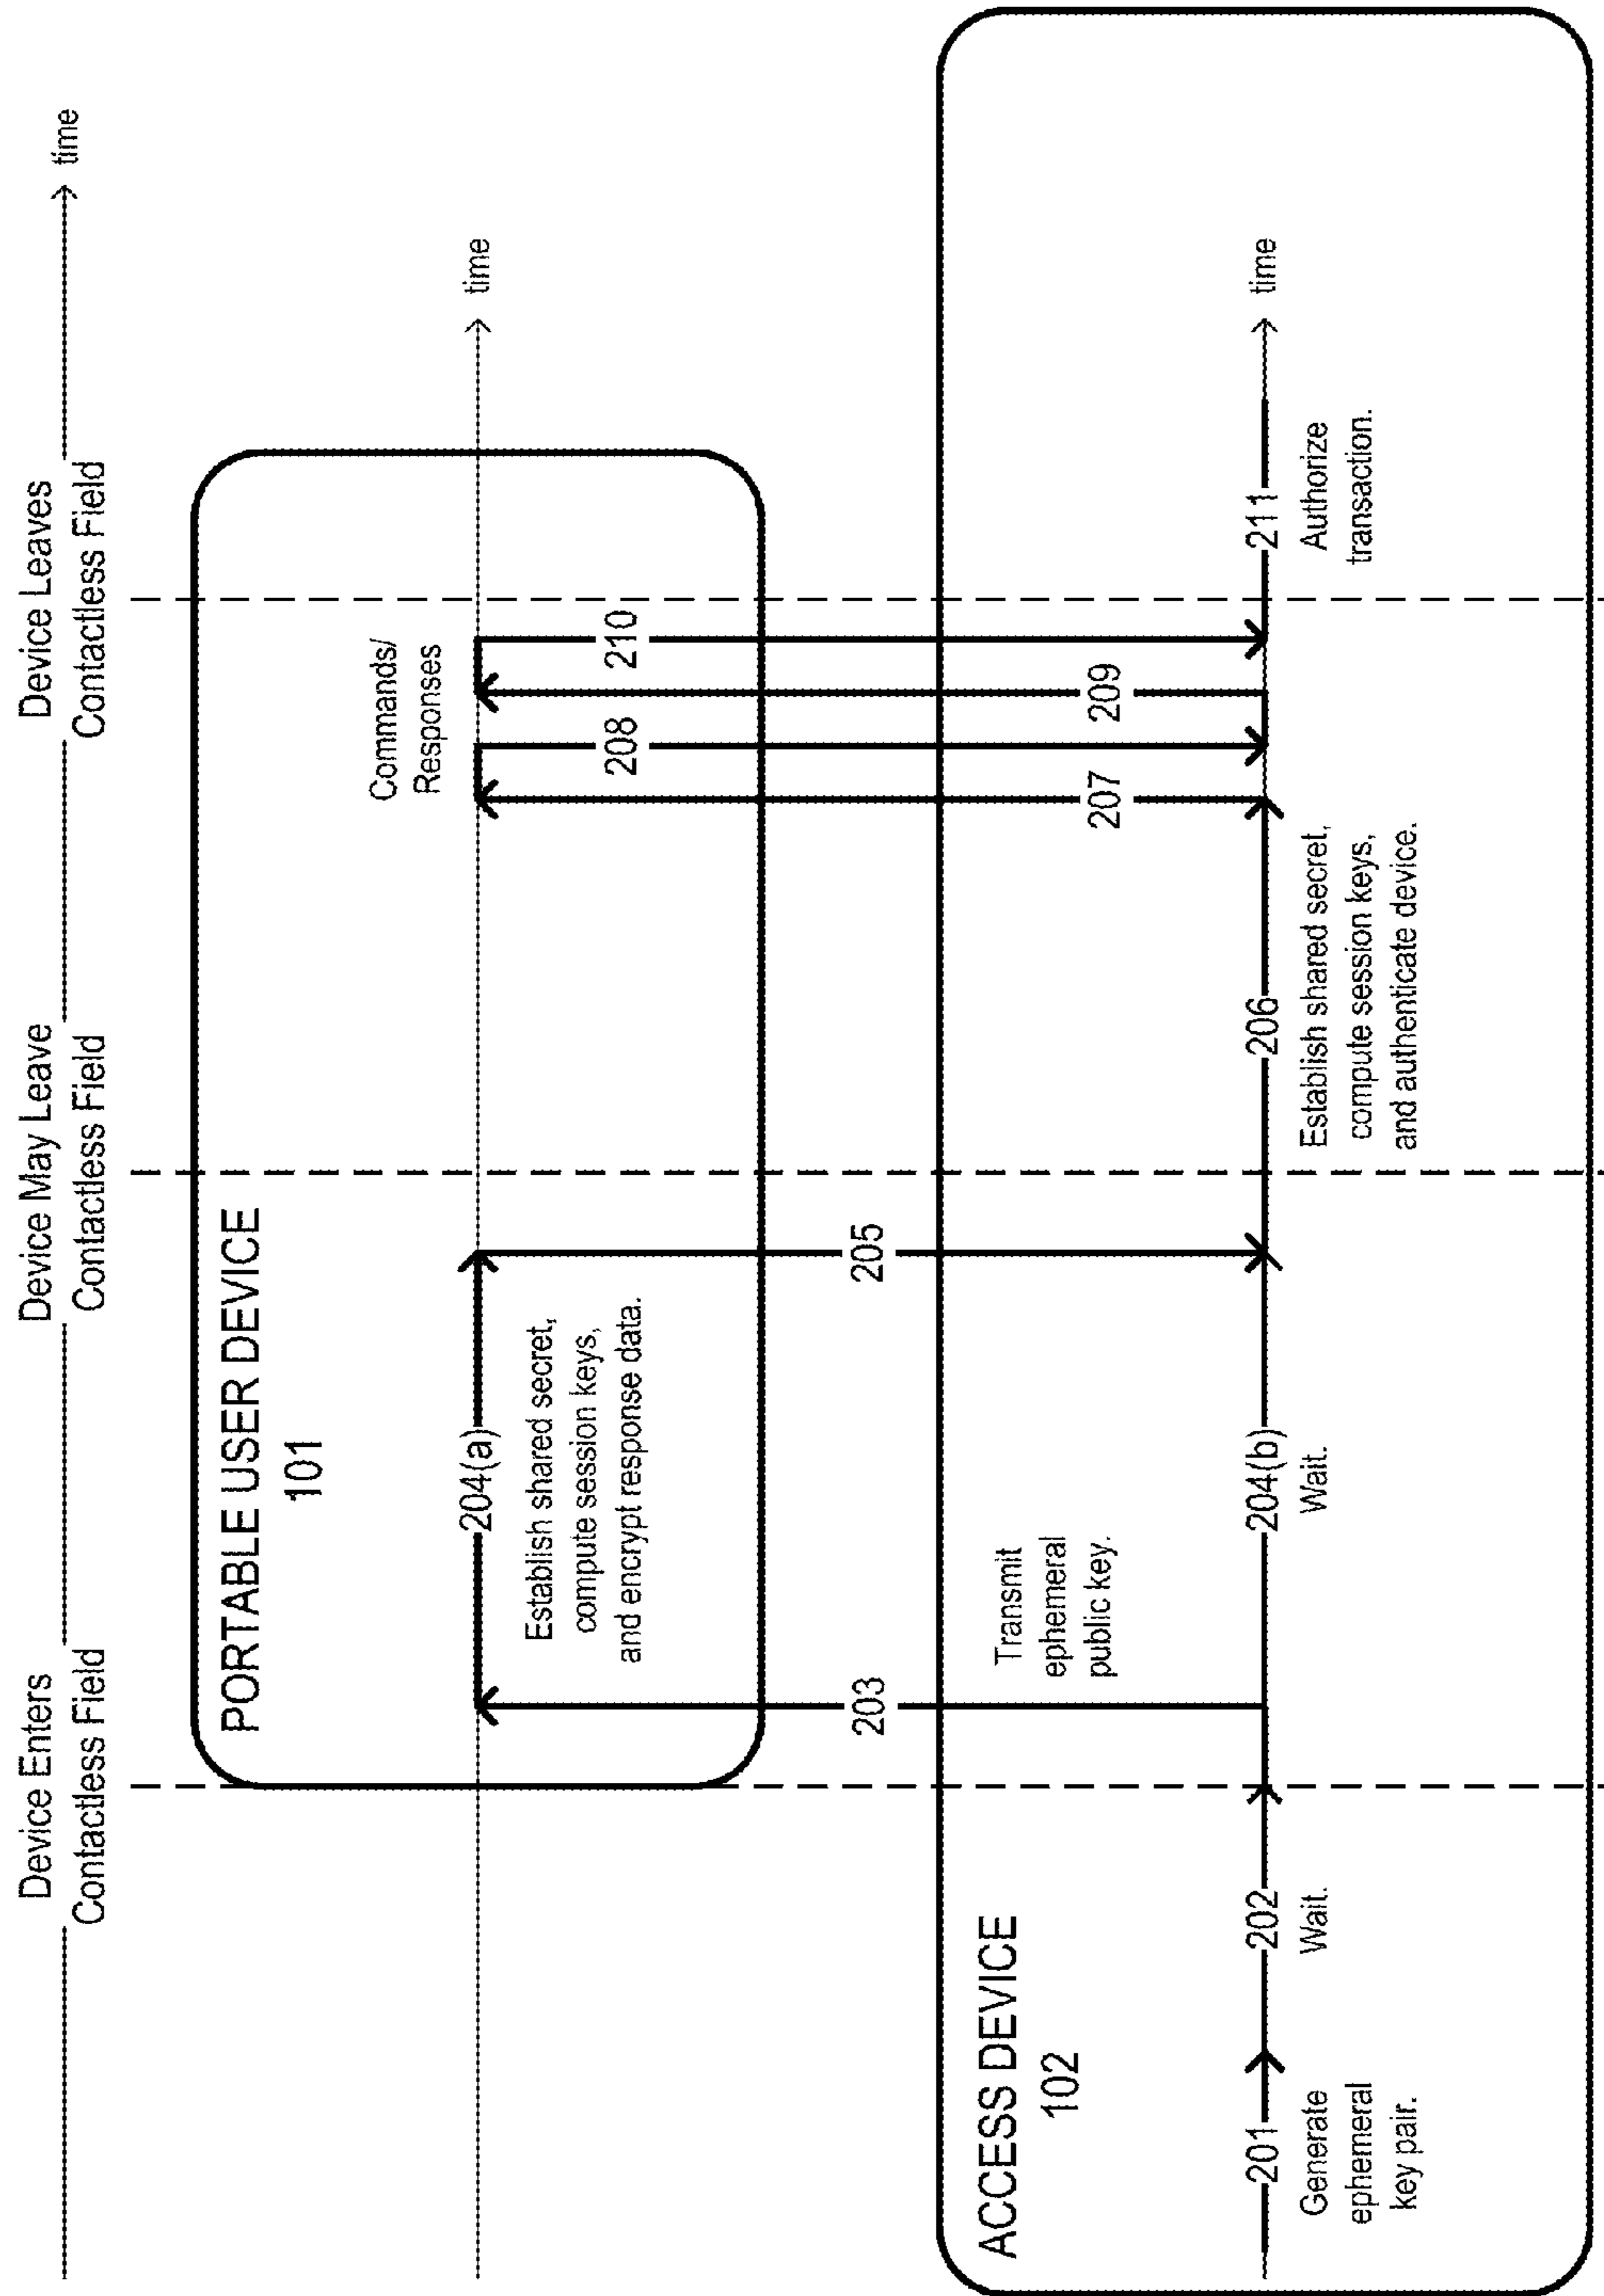 Device Enters
Contactless Field
Device May Leave
Contactless Field
Device Leaves
Contactless Field
time
PORTABLE USER DEVICE
101
204(a)
Establish shared secret,
compute session keys,
and encrypt response data.
Commands/
Responses
time
203
205
208
210
207
209
ACCESS DEVICE
102
Transmit
ephemeral
public key.
201
Generate
ephemeral
key pair.
202
Wait.
204(b)
Wait.
206
Establish shared secret,
compute session keys,
and authenticate device.
211
Authorize
transaction.
time